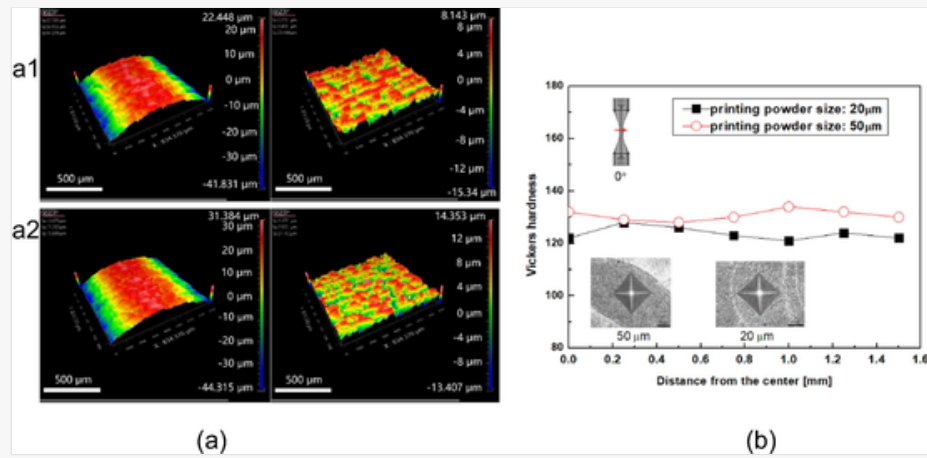 a1
22.448 µm
20 µm
10 µm
0 µm
-10 µm
-20 µm
-30 µm
-41.831 µm
500 µm
8.143 µm
8 µm
4 µm
0 µm
-4 µm
-8 µm
-12 µm
-15.34 µm
500 µm
a2
31.384 µm
30 µm
20 µm
10 µm
0 µm
-10 µm
-20 µm
-30 µm
-44.315 µm
500 µm
14.353 µm
12 µm
8 µm
4 µm
0 µm
-4 µm
-8 µm
-13.407 µm
500 µm
(a)
180
160
140
120
100
80
Vickers hardness
printing powder size: 20µm
printing powder size: 50µm
0°
50 µm
20 µm
0.0 0.2 0.4 0.6 0.8 1.0 1.2 1.4 1.6
Distance from the center [mm]
(b)